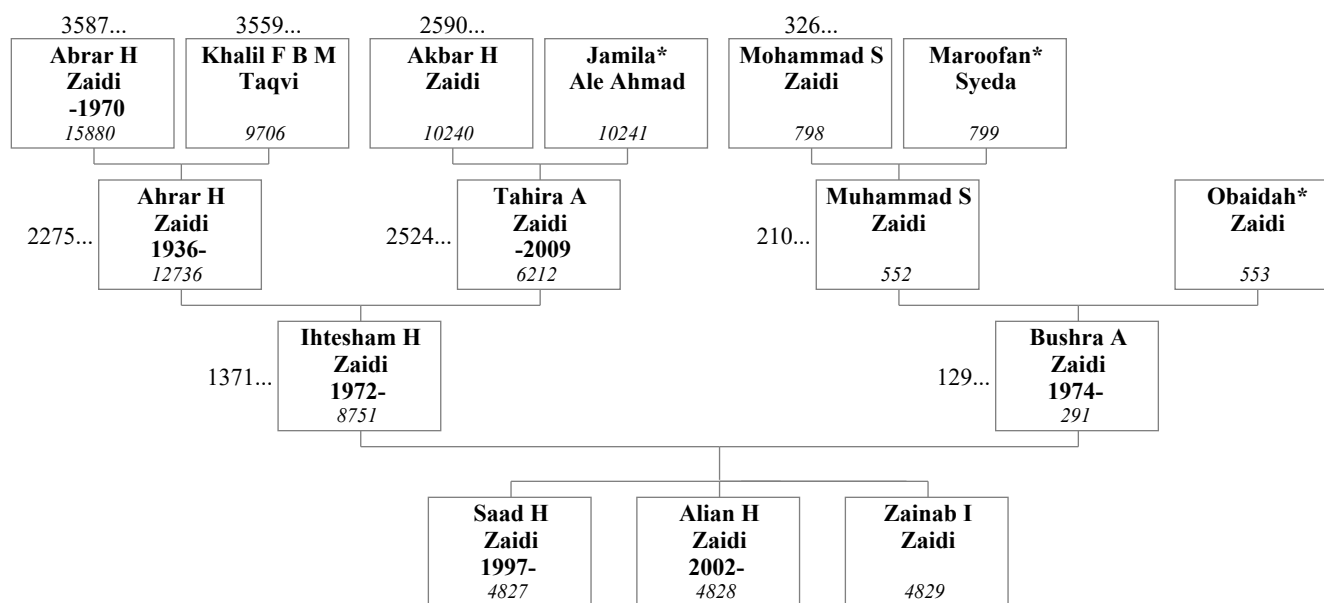 3587...
3559...
2590...
326...
Abrar H
Zaidi
-1970
15880
Khalil F B M
Taqvi
9706
Akbar H
Zaidi
10240
Jamila*
Ale Ahmad
10241
Mohammad S
Zaidi
798
Maroofan*
Syeda
799
2275...
Ahrar H
Zaidi
1936-
12736
2524...
Tahira A
Zaidi
-2009
6212
210...
Muhammad S
Zaidi
552
Obaidah*
Zaidi
553
1371...
Ihtesham H
Zaidi
1972-
8751
129...
Bushra A
Zaidi
1974-
291
Saad H
Zaidi
1997-
4827
Alian H
Zaidi
2002-
4828
Zainab I
Zaidi
4829